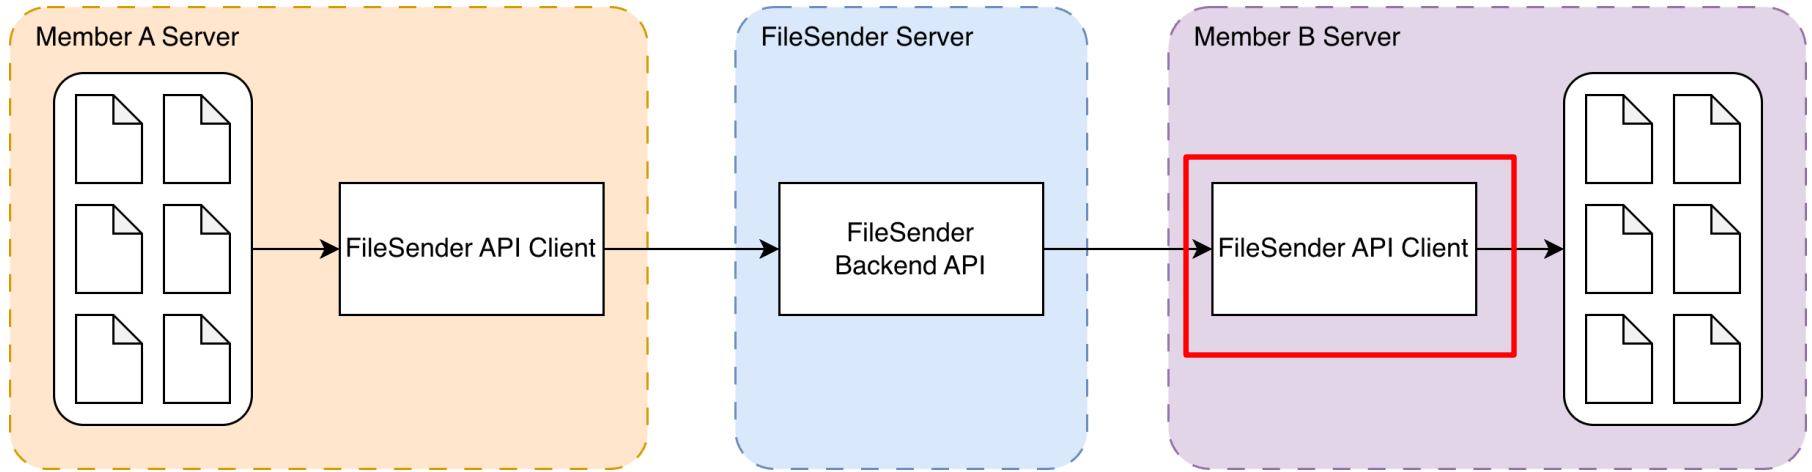 Member A Server
FileSender Server
Member B Server
FileSender API Client
FileSender
Backend API
FileSender API Client